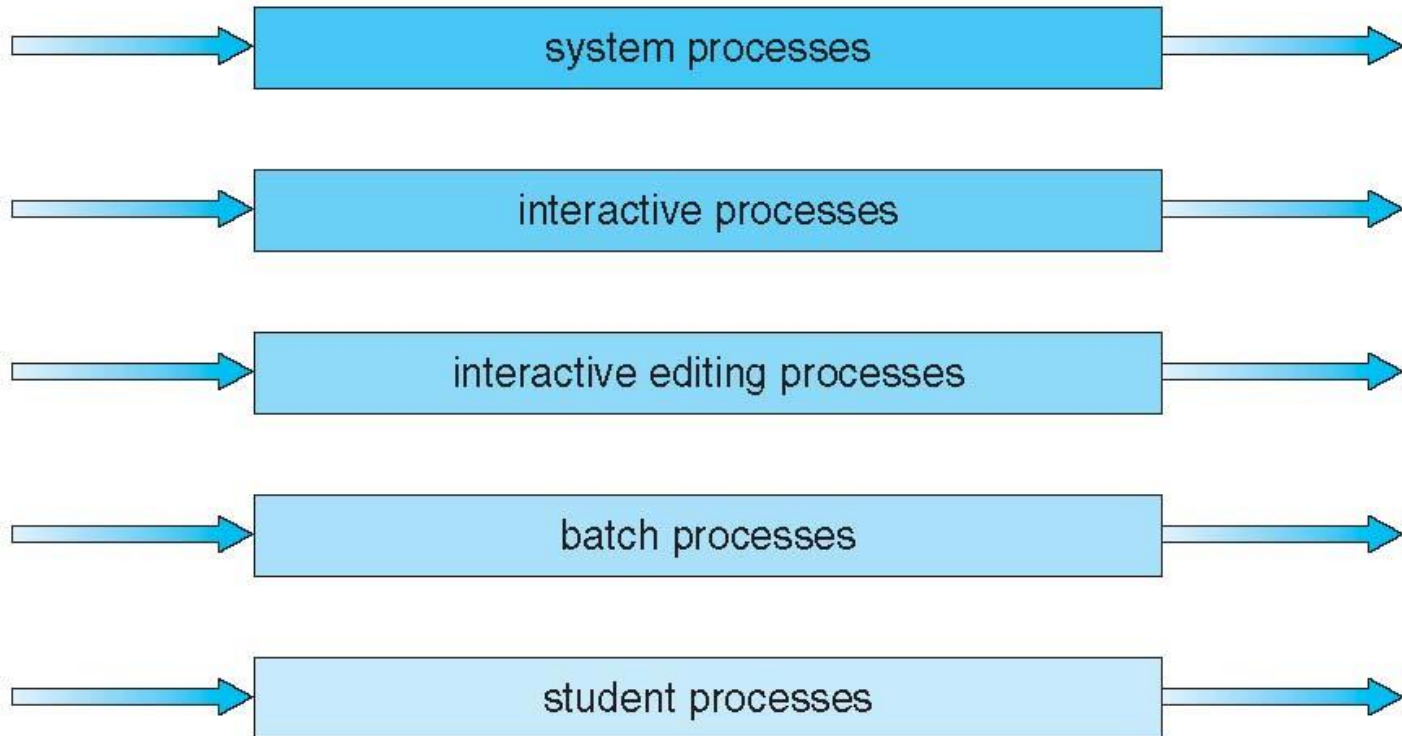 system processes
interactive processes
interactive editing processes
batch processes
student processes